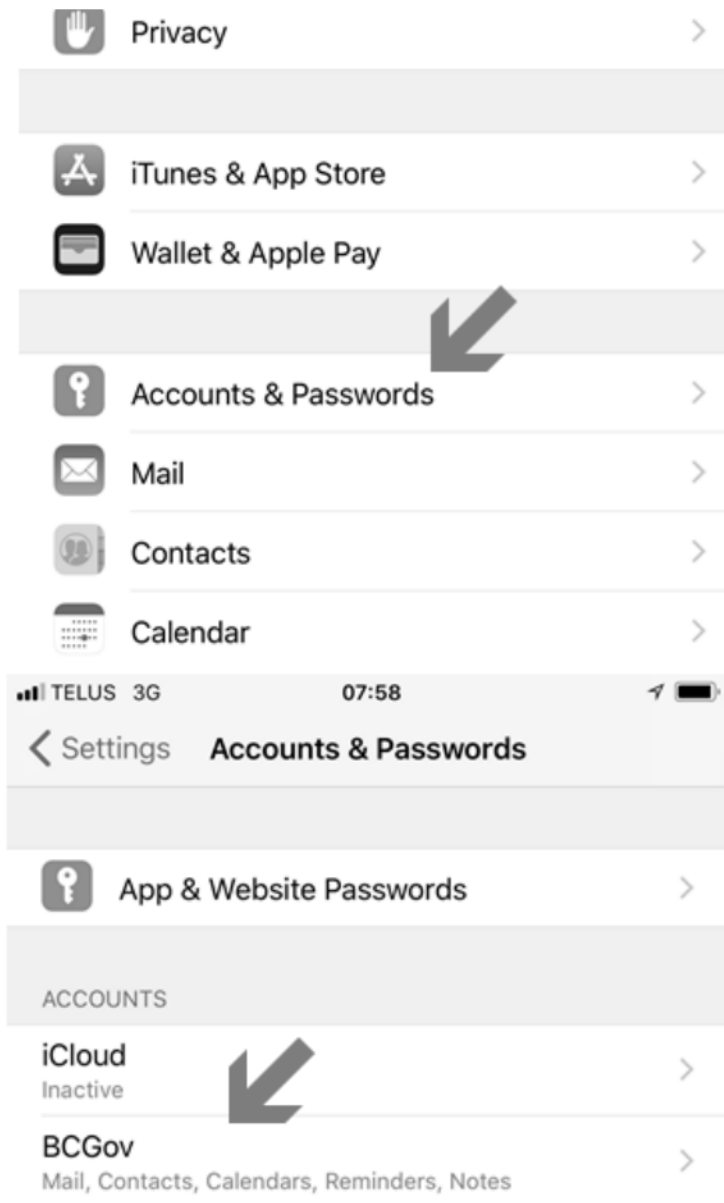 Privacy
iTunes & App Store
Wallet & Apple Pay
Accounts & Passwords
Mail
Contacts
Calendar
TELUS 3G 07:58
Settings Accounts & Passwords
App & Website Passwords
ACCOUNTS
iCloud
Inactive
BCGov
Mail, Contacts, Calendars, Reminders, Notes